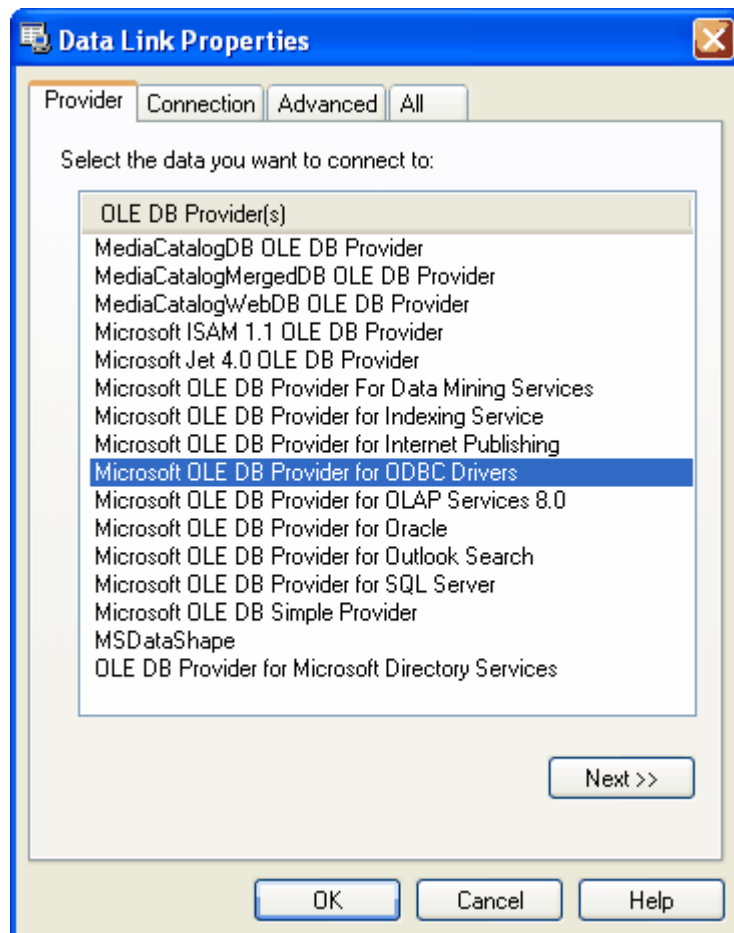 Data Link Properties
Provider Connection Advanced All
Select the data you want to connect to:
OLE DB Provider(s)
MediaCatalogDB OLE DB Provider
MediaCatalogMergedDB OLE DB Provider
MediaCatalogWebDB OLE DB Provider
Microsoft ISAM 1.1 OLE DB Provider
Microsoft Jet 4.0 OLE DB Provider
Microsoft OLE DB Provider For Data Mining Services
Microsoft OLE DB Provider for Indexing Service
Microsoft OLE DB Provider for Internet Publishing
Microsoft OLE DB Provider for ODBC Drivers
Microsoft OLE DB Provider for OLAP Services 8.0
Microsoft OLE DB Provider for Oracle
Microsoft OLE DB Provider for Outlook Search
Microsoft OLE DB Provider for SQL Server
Microsoft OLE DB Simple Provider
MSDataShape
OLE DB Provider for Microsoft Directory Services
Next >>
OK Cancel Help